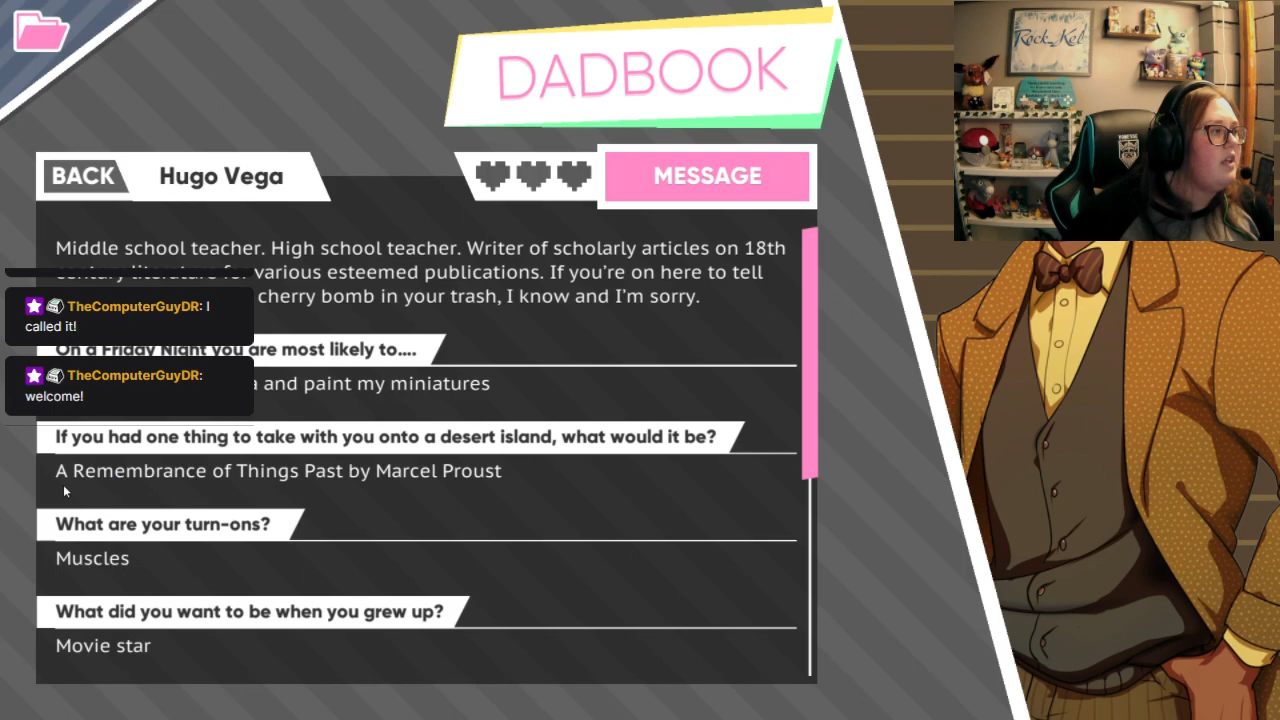 DADBOOK
Rock_Kel
BACK
Hugo Vega
MESSAGE
Middle school teacher. High school teacher. Writer of scholarly articles on 18th
century literature for various esteemed publications. If you're on here to tell
cherry bomb in your trash, I know and I'm sorry.
TheComputerGuyDR: I
called it!
On a Friday Night you are most likely to....
TheComputerGuyDR:
welcome!
and paint my miniatures
If you had one thing to take with you onto a desert island, what would it be?
A Remembrance of Things Past by Marcel Proust
What are your turn-ons?
Muscles
What did you want to be when you grew up?
Movie star